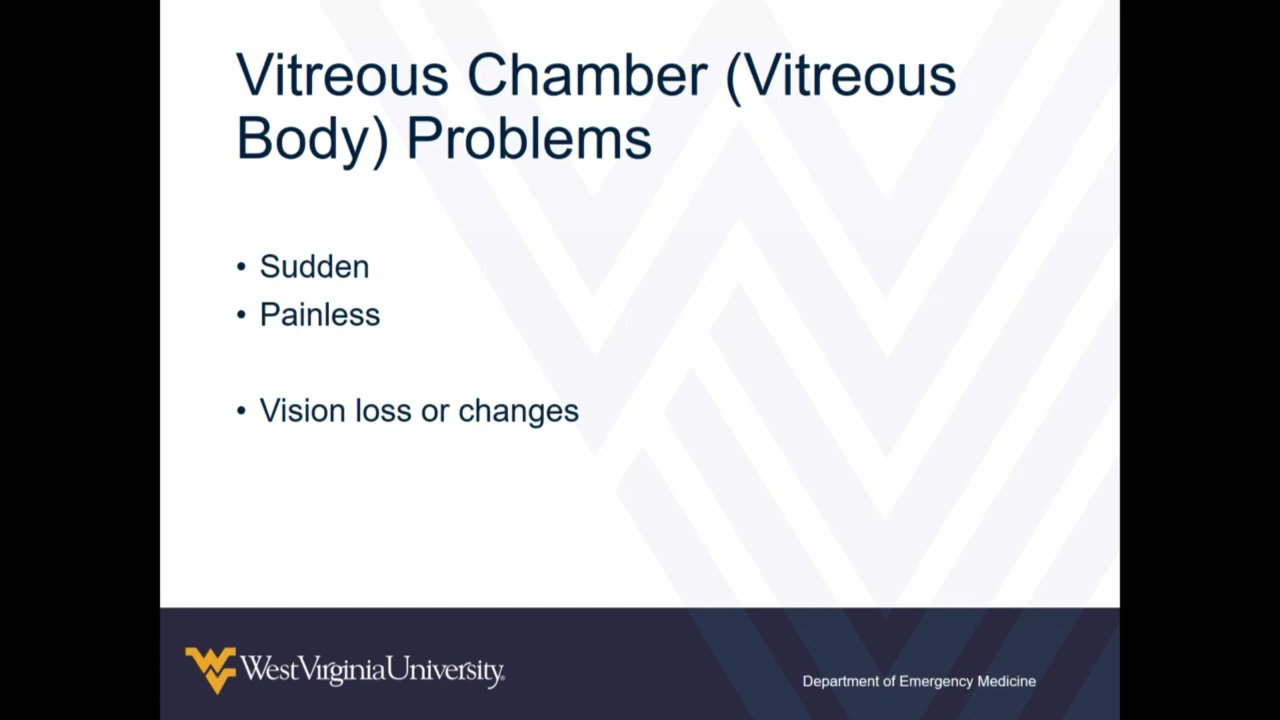 Vitreous Chamber (Vitreous
Body) Problems
• Sudden
• Painless
• Vision loss or changes
WestVirginiaUniversity®
Department of Emergency Medicine